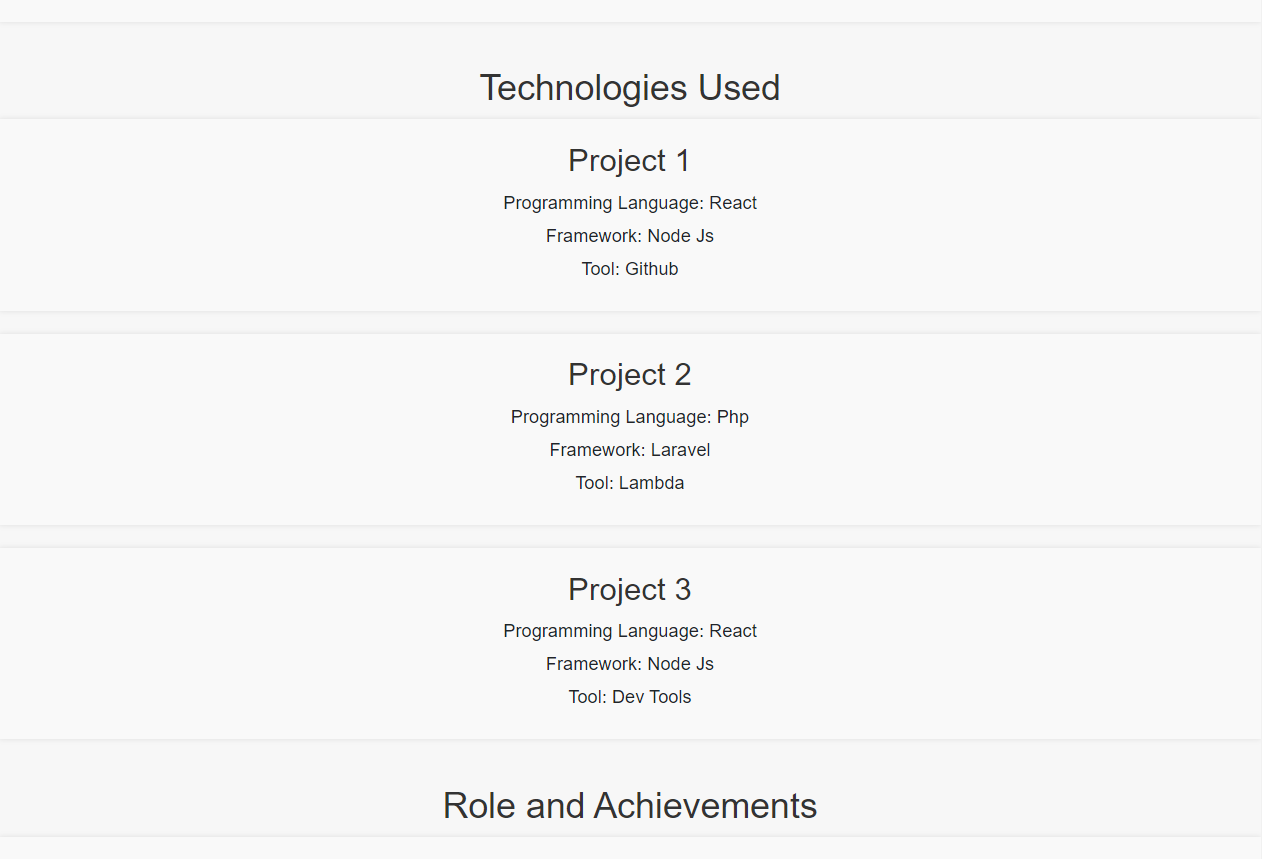 Technologies Used
Project 1
Programming Language: React
Framework: Node Js
Tool: Github
Project 2
Programming Language: Php
Framework: Laravel
Tool: Lambda
Project 3
Programming Language: React
Framework: Node Js
Tool: Dev Tools
Role and Achievements